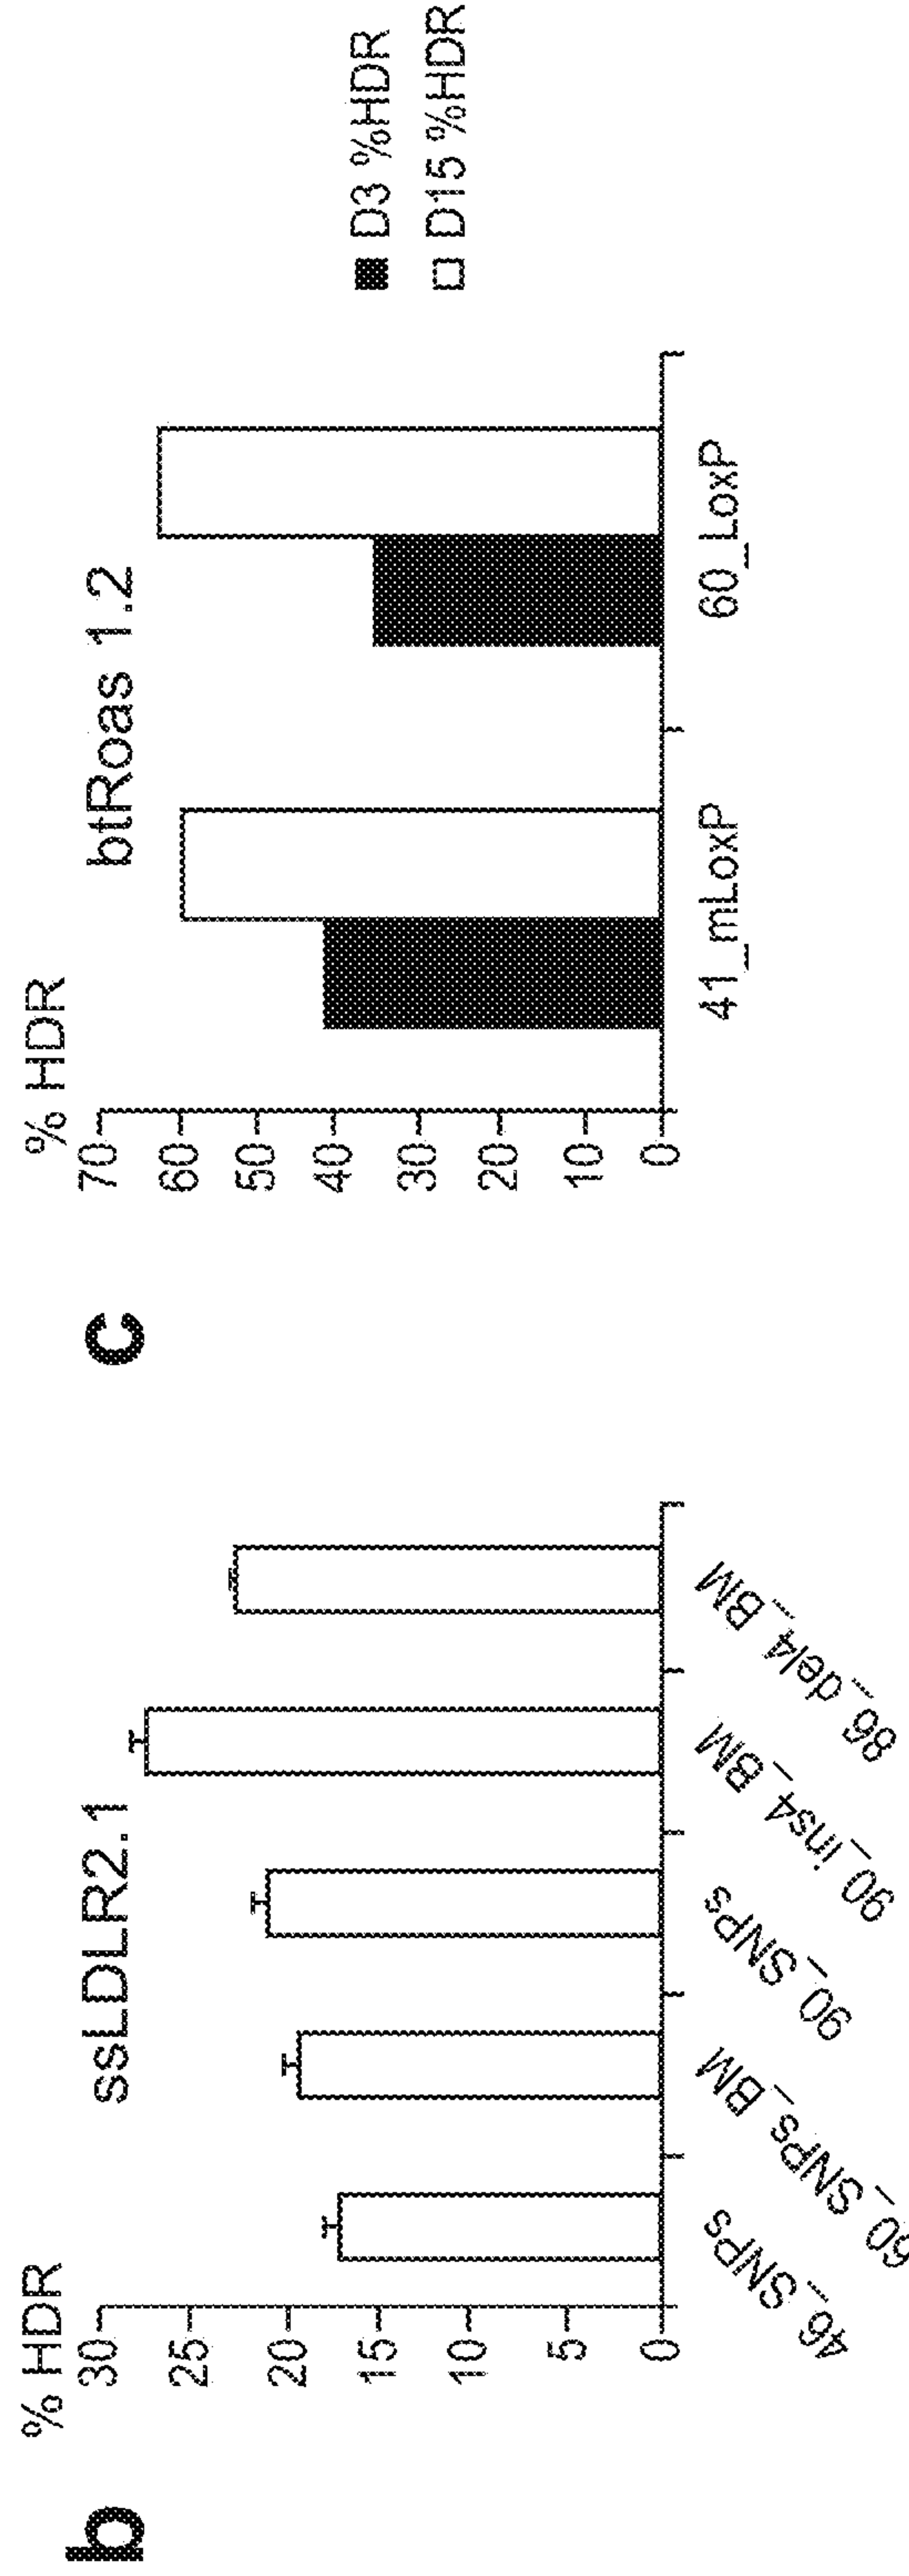 b
% HDR
ssLDLR2.1
30
25
20
15
10
5
0
46_SNPs
60_SNPs_BM
90_SNPs
90_ins4_BM
86_del4_BM
c
% HDR
btRoas 1.2
70
60
50
40
30
20
10
0
41_mLoxP
60_LoxP
D3 %HDR
D15 %HDR